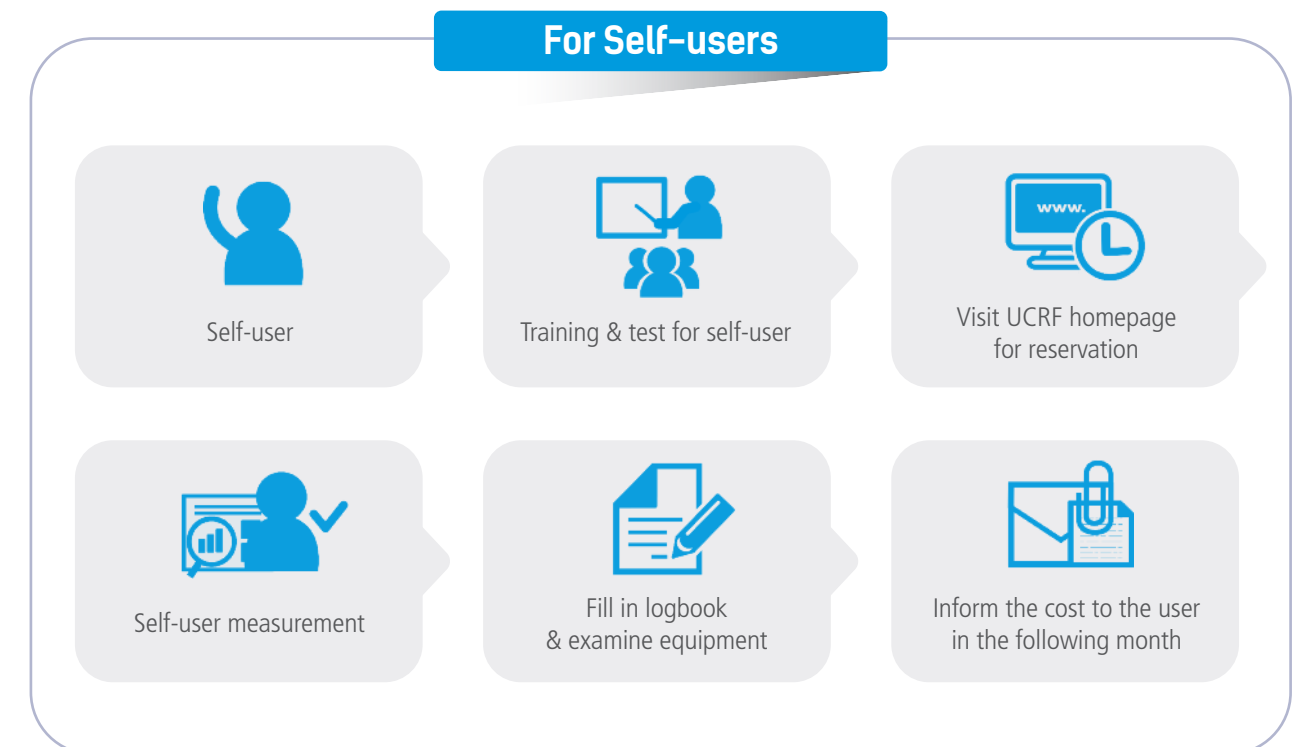 For Self-users
Self-user
Training & test for self-user
www.
Visit UCRF homepage
for reservation
Self-user measurement
Fill in logbook
& examine equipment
Inform the cost to the user
in the following month